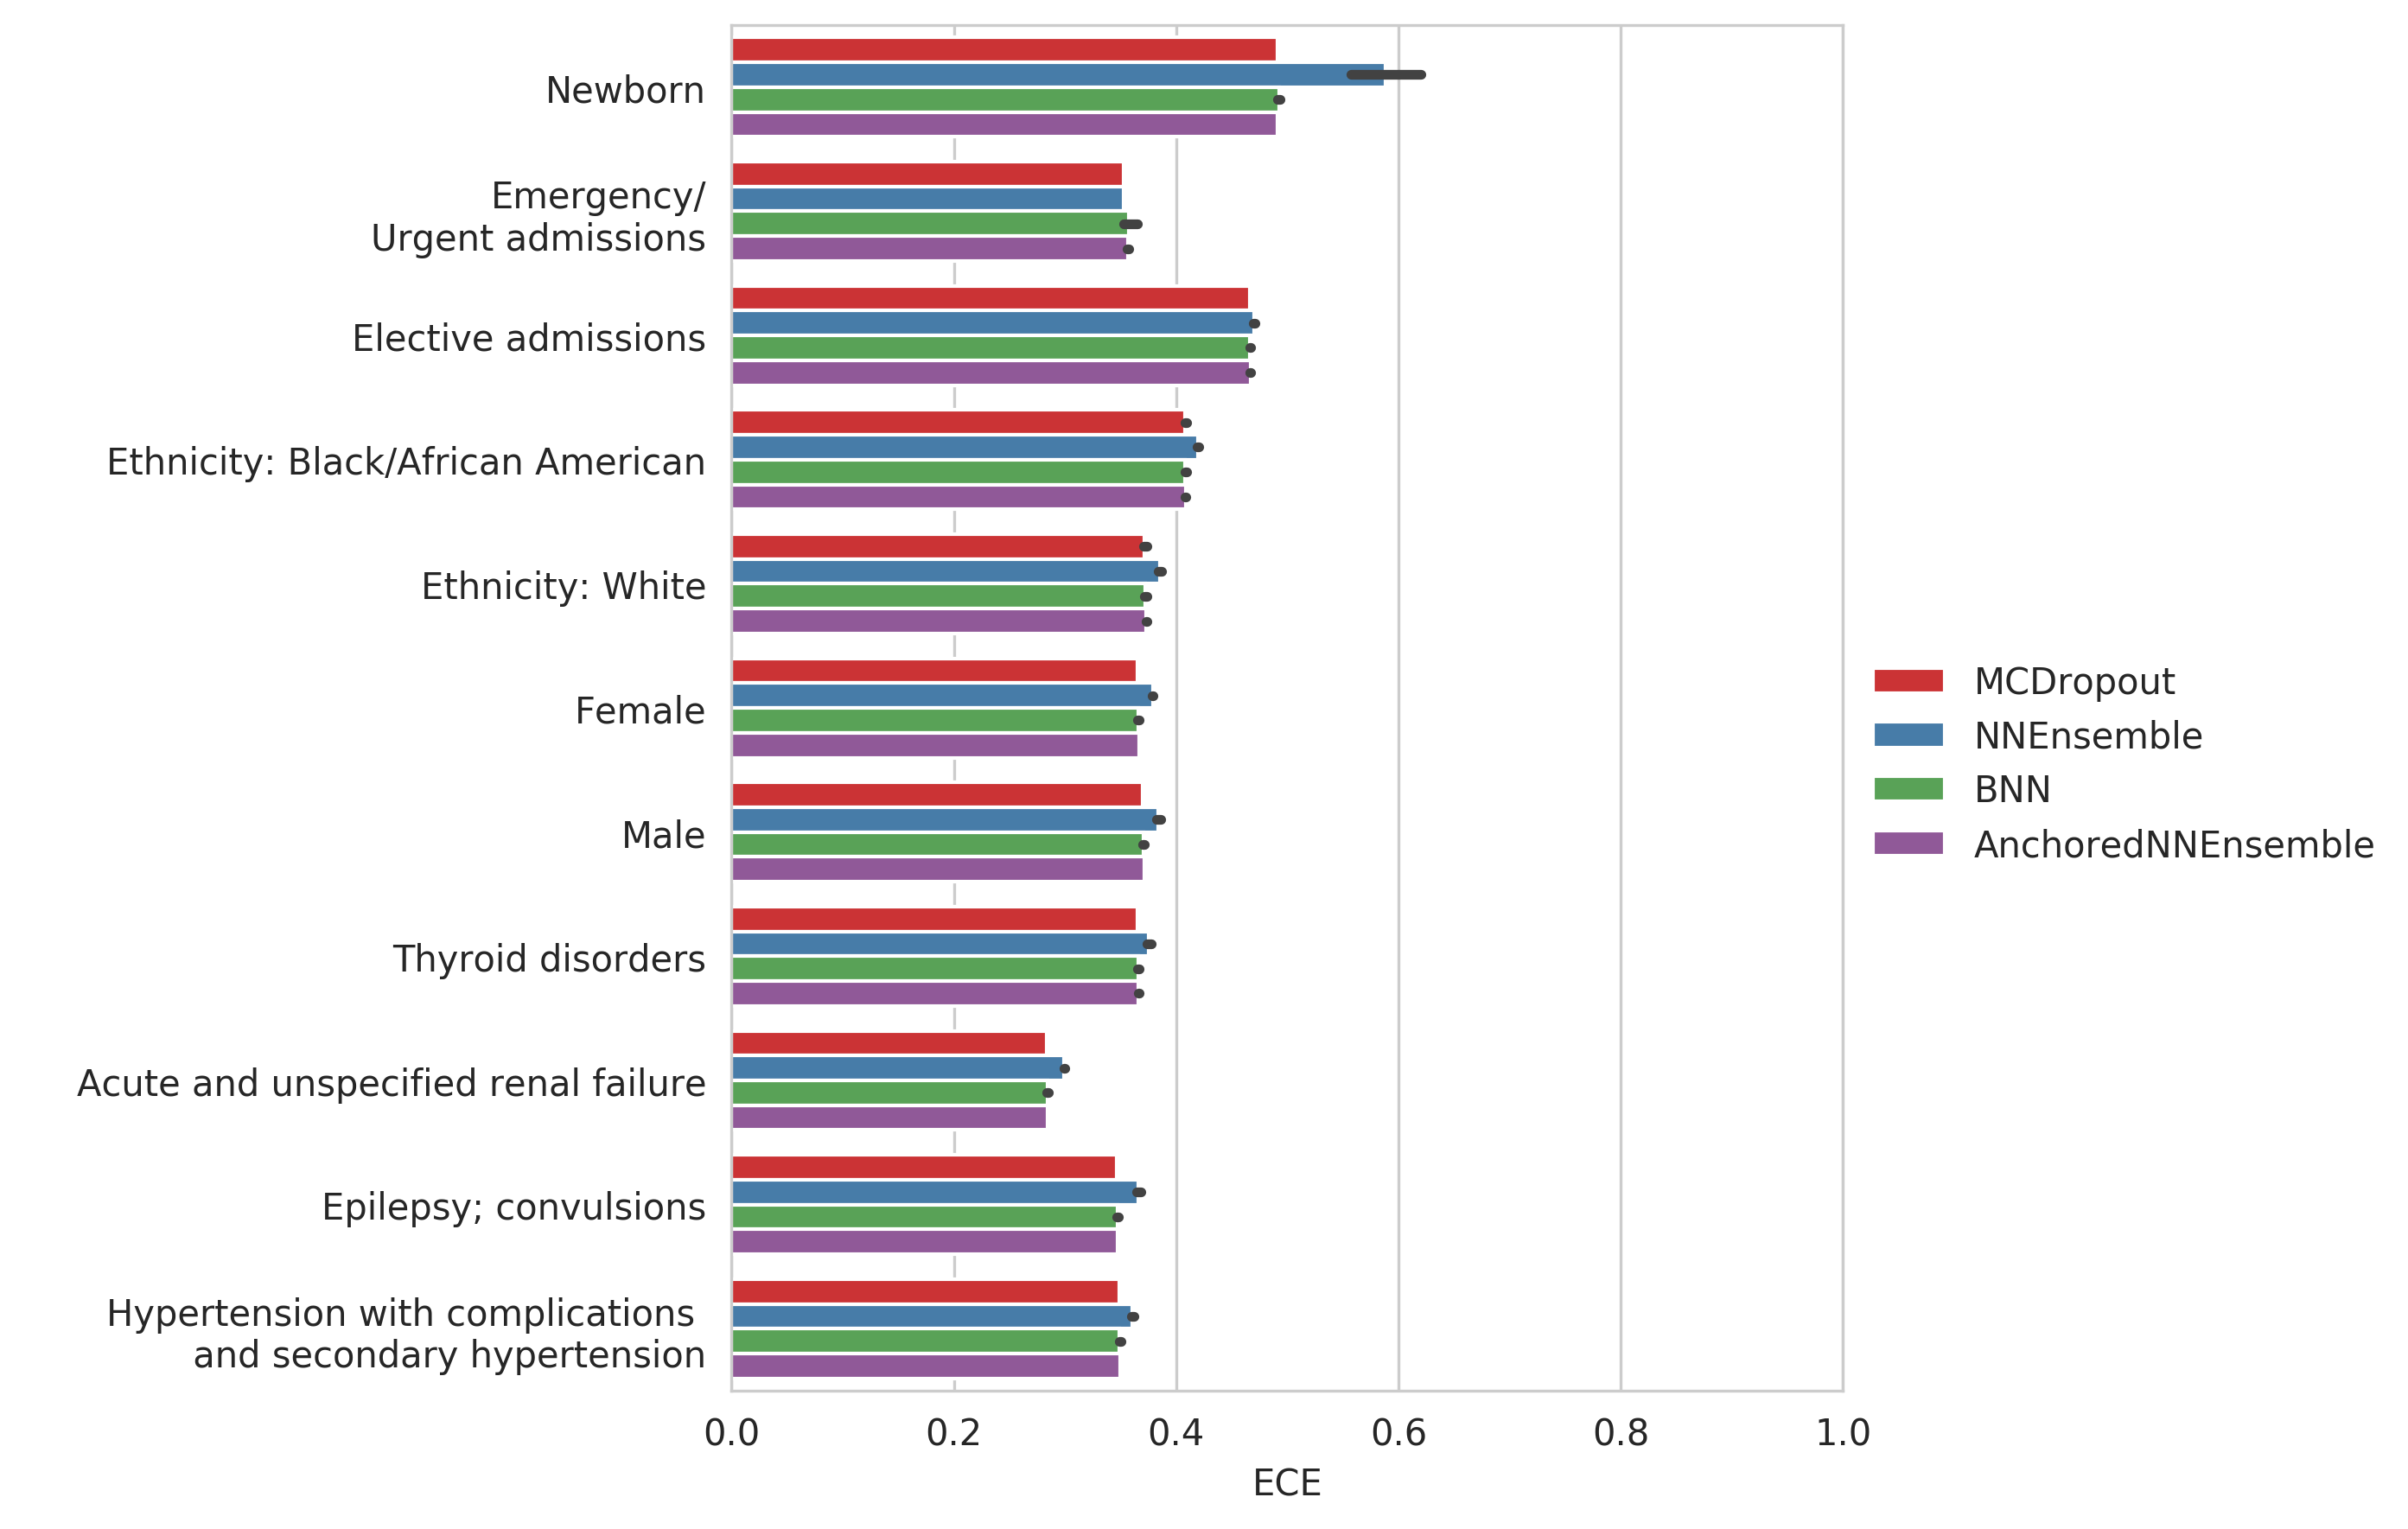 Newborn
Emergency/
Urgent admissions
Elective admissions
Ethnicity: Black/African American
Ethnicity: White
Female
Male
Thyroid disorders
Acute and unspecified renal failure
Epilepsy; convulsions
Hypertension with complications
and secondary hypertension
0.0 0.2 0.4 0.6 0.8 1.0
ECE
MCDropout
NNEnsemble
BNN
AnchoredNNEnsemble